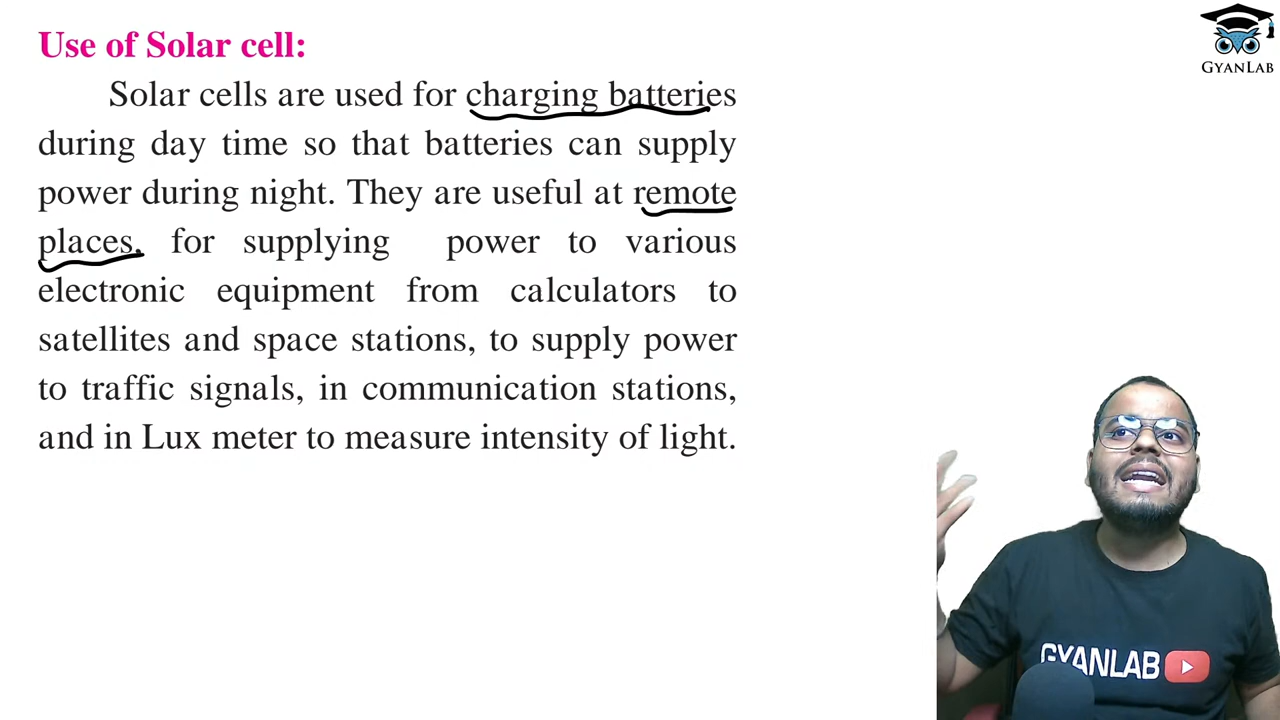 Use of Solar cell:
Solar cells are used for charging batteries
during day time so that batteries can supply
power during night. They are useful at remote
places. for supplying power to various
electronic equipment from calculators to
satellites and space stations, to supply power
to traffic signals, in communication stations,
and in Lux meter to measure intensity of light.
GYANLAB
GYANLAB